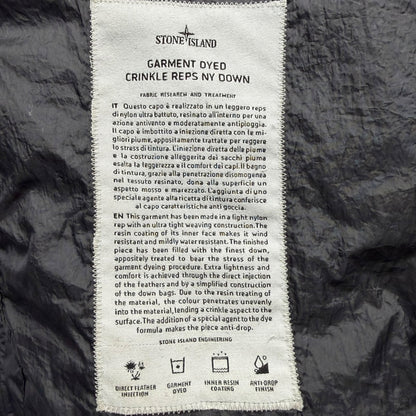 STONE ISLAND
GARMENT DYED
CRINKLE REPS NY DOWN
FABRIC RESEARCH AND TREATMENT
IT Questo capo è realizzato in un leggero reps
di nylon ultra battuto, resinato all'interno per una
azione antivento e moderatamente antipioggia.
Il capo è imbottito a iniezione diretta con le mi-
gliori piume, appositamente trattate per reggere
lo stress di tintura. L'iniezione diretta delle piume
e la costruzione alleggerita dei sacchi piuma
esalta la leggerezza e il comfort dei capi. Il bagno
di tintura, grazie alla penetrazione disomogenea
nel tessuto resinato, dona alla superficie un
aspetto mosso e marezzato. L'aggiunta di uno
speciale agente alla ricetta di tintura conferisce
al capo caratteristiche anti goccia.
EN This garment has been made in a light nylon
rep with an ultra tight weaving construction. The
resin coating of its inner face makes it wind
resistant and mildly water resistant. The finished
piece has been filled with the finest down,
appositely treated to bear the stress of the
garment dyeing procedure. Extra lightness and
comfort is achieved through the direct injection
of the feathers and by a simplified construction
of the down bags. Due to the resin treating of
the material, the colour penetrates unevenly
into the material, lending a crinkle aspect to the
surface. The addition of a special agent to the dye
formula makes the piece anti-drop.
STONE ISLAND ENGINEERING
DIRECT FEATHER INJECTION
GARMENT DYED
INNER RESIN COATING
ANTI-DROP FINISH